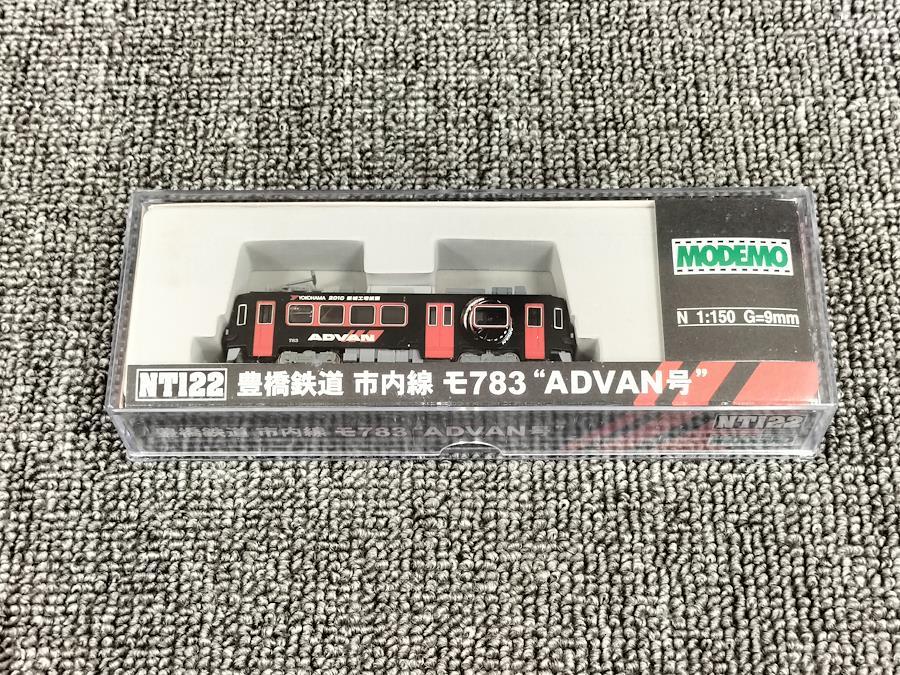 MODEMO
N 1:150 G=9mm
YOKOHAMA 2010
ADVAN
783
NT122 豊橋鉄道 市内線 モ783 "ADVAN号"
豊橋鉄道 市内線 モ783 "ADVAN号" NT122